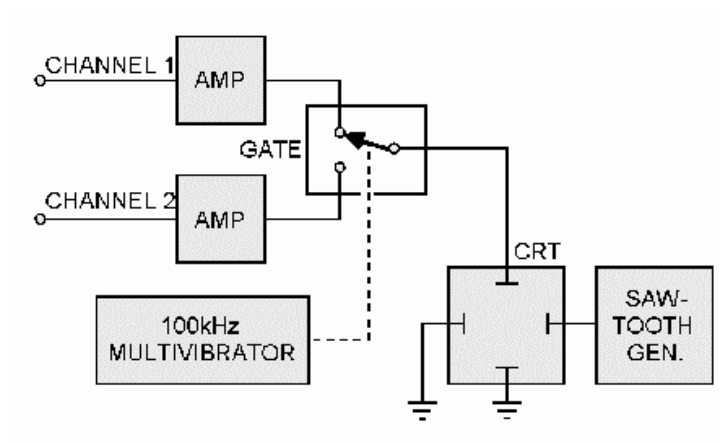 CHANNEL 1
AMP
GATE
CHANNEL 2
AMP
CRT
100kHz
MULTIVIBRATOR
SAW-
TOOTH
GEN.